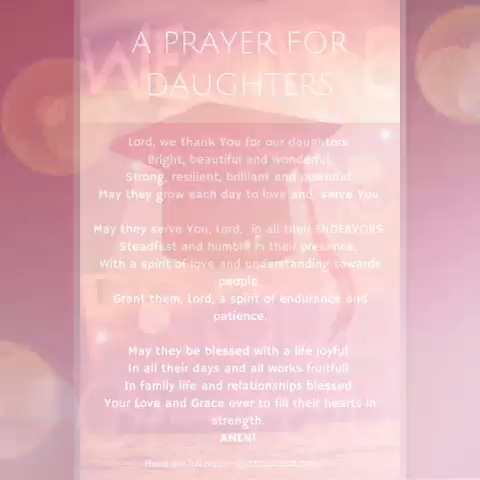 A PRAYER FOR
DAUGHTERS
Lord, we thank You for our daughters
Bright, beautiful and wonderful,
Strong, resilient, brilliant and powerful
May they grow each day to love and serve You
May they serve You, Lord, in all their ENDERVORS
Steadfast and humble in their presence,
With a spirit of love and understanding towards
people
Grant them, Lord, a spirit of endurance and
patience.
May they be blessed with a life joyful
In all their days and all works fruitful!
In family life and relationships blessed
Your Love and Grace ever to fill their hearts in
strength.
AMEN!